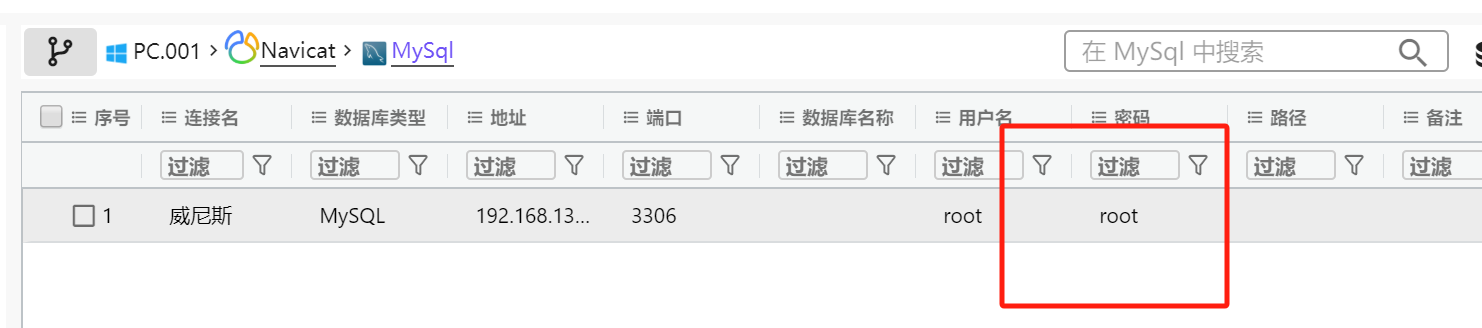 PC.001 > Navicat > MySql
在 MySql 中搜索
序号 连接名 数据库类型 地址 端口 数据库名称 用户名 密码 路径 备注
过滤 过滤 过滤 过滤 过滤 过滤 过滤 过滤 过滤
1 威尼斯 MySQL 192.168.13... 3306 root root